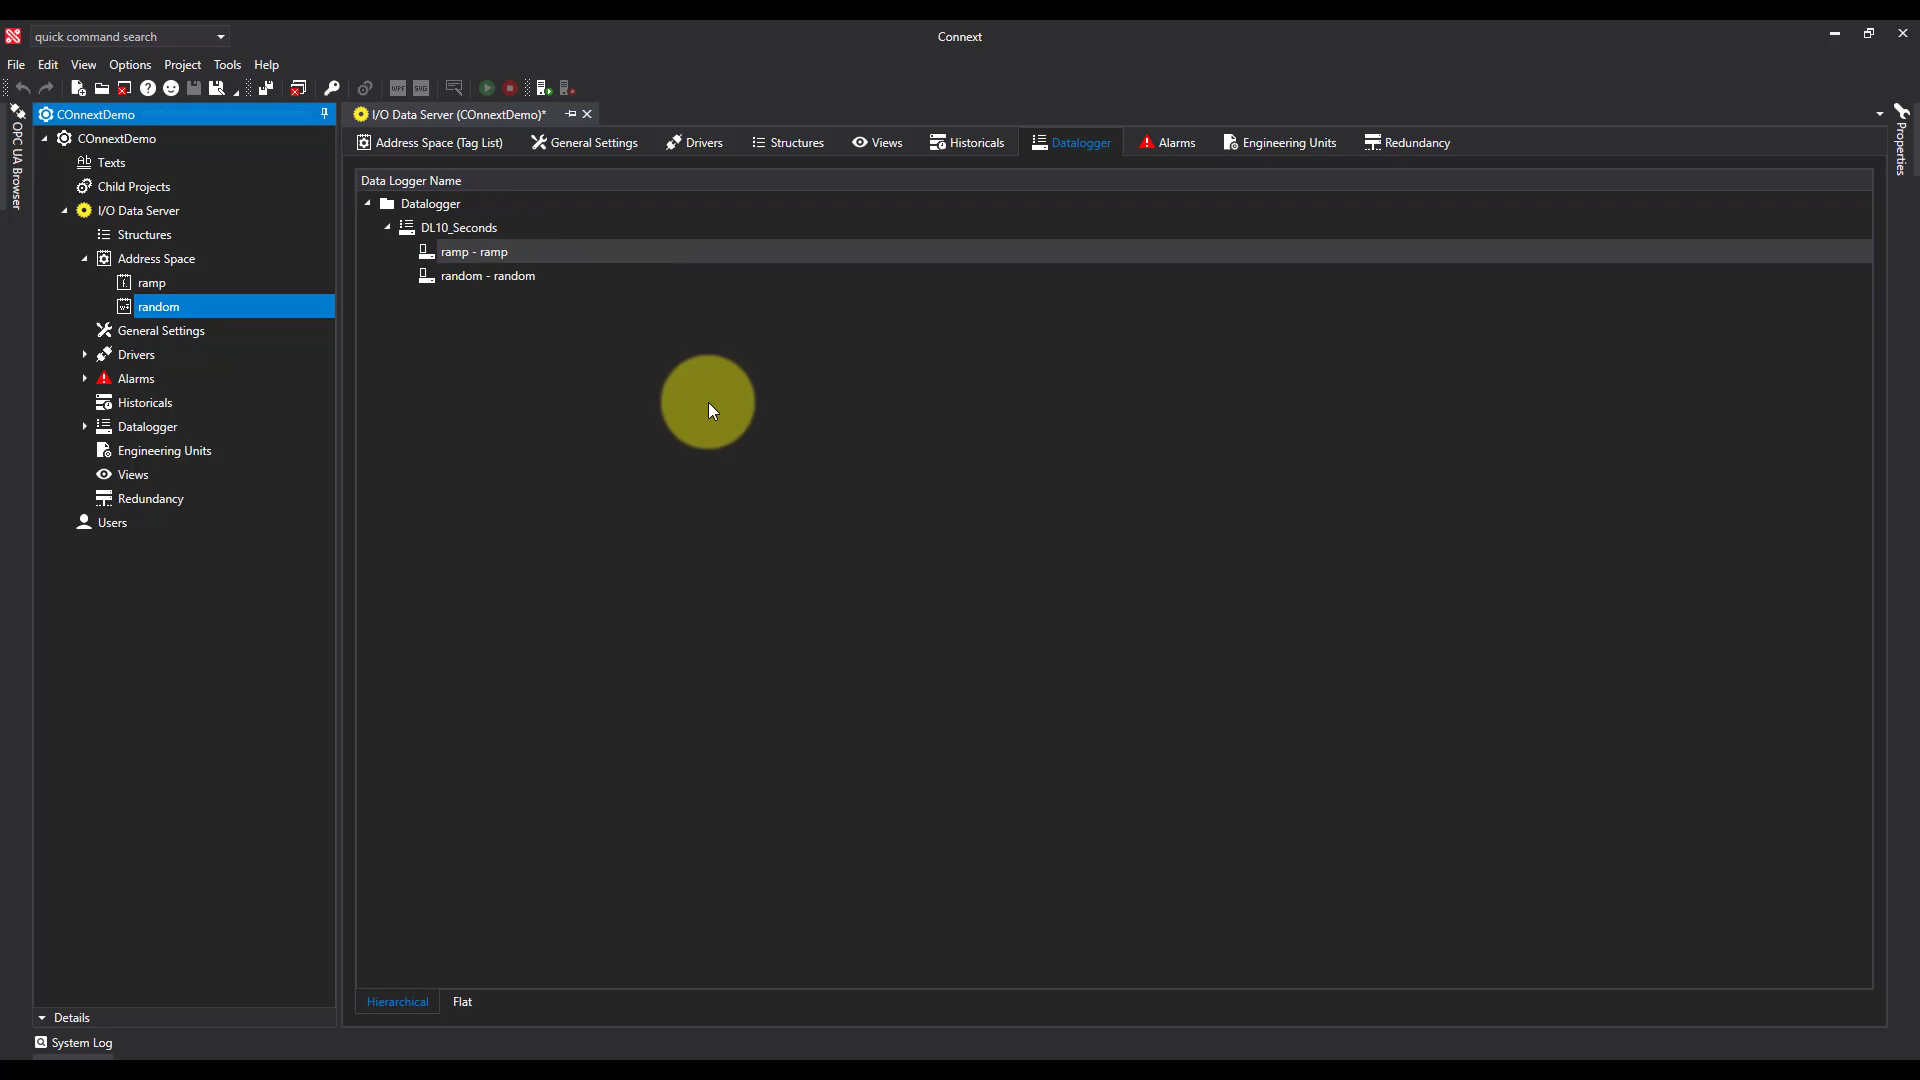 quick command search
Connext
File Edit View Options Project Tools Help
WPF SVG
OPC UA Browser
COnnextDemo
COnnextDemo
Texts
Child Projects
I/O Data Server
Structures
Address Space
ramp
random
General Settings
Drivers
Alarms
Historicals
Datalogger
Engineering Units
Views
Redundancy
Users
Details
System Log
I/O Data Server (COnnextDemo)*
Address Space (Tag List) General Settings Drivers Structures Views Historicals Datalogger Alarms Engineering Units Redundancy
Data Logger Name
Datalogger
DL10_Seconds
ramp - ramp
random - random
Hierarchical Flat
Properties